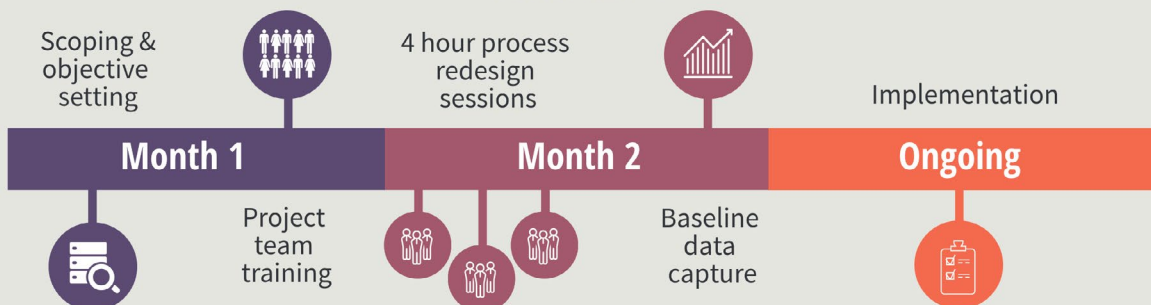 Scoping &
objective
setting
4 hour process
redesign
sessions
Implementation
Month 1
Month 2
Ongoing
Project
team
training
Baseline
data
capture